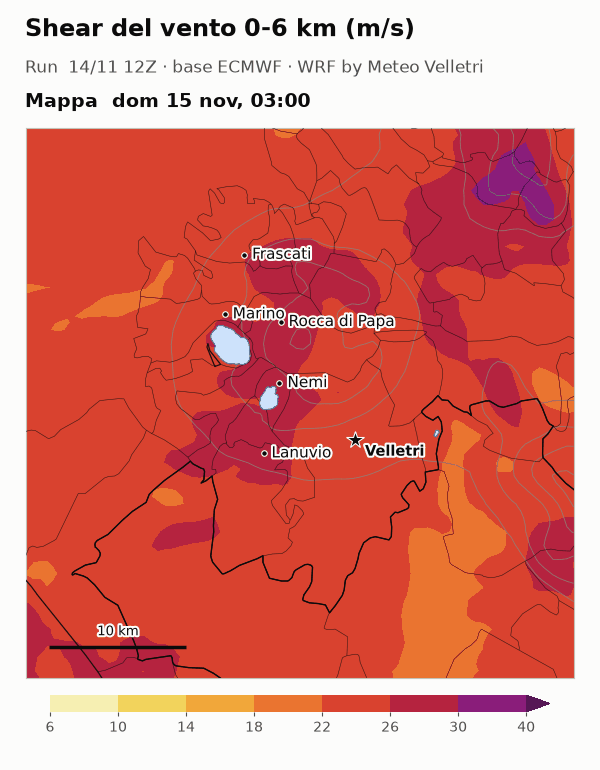 Shear del vento 0-6 km (m/s)
Run 14/11 12Z · base ECMWF · WRF by Meteo Velletri
Mappa dom 15 nov, 03:00
Frascati
Marino
Rocca di Papa
Nemi
Velletri
Lanuvio
10 km
6 10 14 18 22 26 30 40